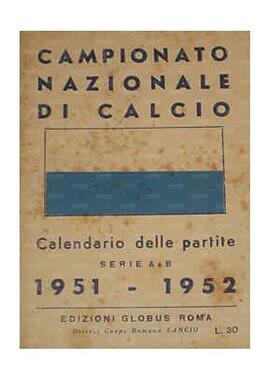 CAMPIONATO
NAZIONALE
DI CALCIO
Calendario delle partite
SERIE A e B
1951 - 1952
EDIZIONI GLOBUS ROMA
L. 30